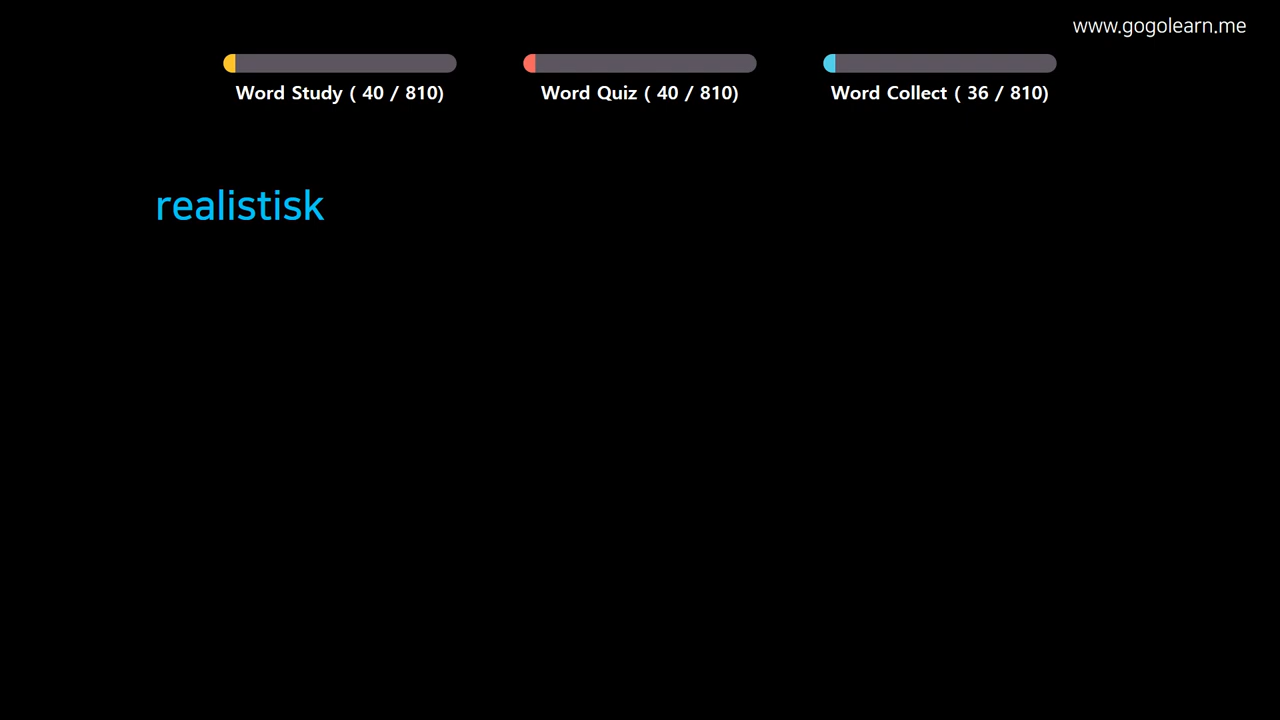 www.gogolearn.me
Word Study ( 40 / 810)
Word Quiz ( 40 / 810)
Word Collect ( 36 / 810)
realistisk